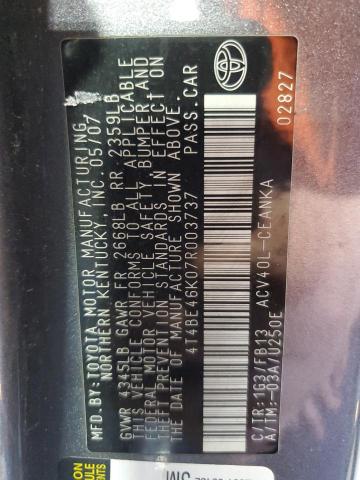 MFD.BY:TOYOTA MOTOR MANUFACTURING,
NORTHERN KENTUCKY, INC. 05/07
GVWR 4345LB GAWR FR 2668LB RR 2359LB
THIS VEHICLE CONFORMS TO ALL APPLICABLE
FEDERAL MOTOR VEHICLE SAFETY, BUMPER AND
THEFT PREVENTION STANDARDS IN EFFECT ON
THE DATE OF MANUFACTURE SHOWN ABOVE.
4T4BE46K07R003737 PASS.CAR
C/TR:1G3/FB13 ACV40L-CEANKA
A/TM:-03A/U250E
02827